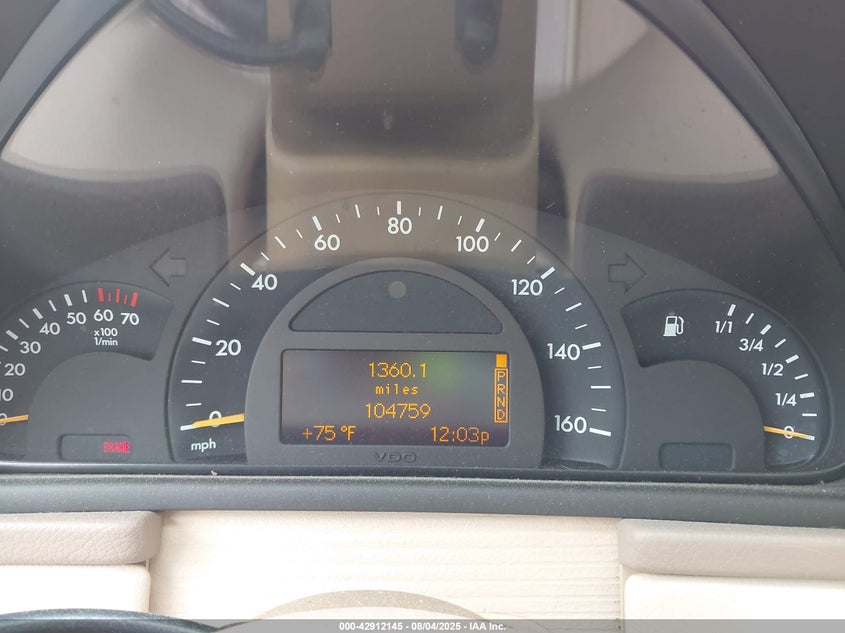 80
60
100
40
120
20
140
0
160
mph
50 60 70
40
30
20
10
0
x100
1/min
BRAKE
1360.1
miles
104759
+75°F
12:03p
P
R
N
D
VDO
1/1
3/4
1/2
1/4
0
000-42912145 - 08/04/2025 - IAA Inc.